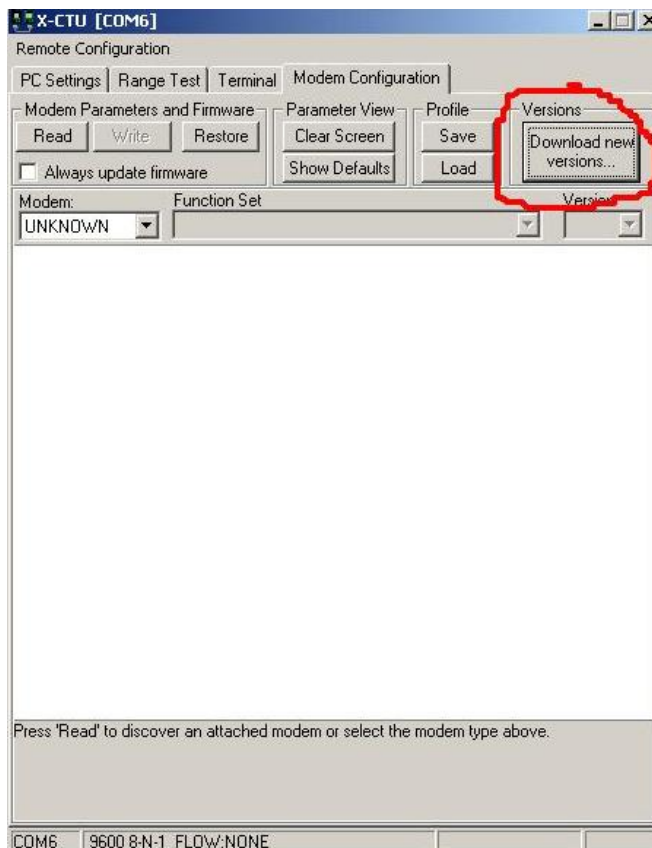 X-CTU [COM6]
Remote Configuration
PC Settings Range Test Terminal Modem Configuration
Modem Parameters and Firmware Parameter View Profile Versions
Read Write Restore Clear Screen Save Download new
versions...
Always update firmware Show Defaults Load
Modem: Function Set Version
UNKNOWN
Press 'Read' to discover an attached modem or select the modem type above.
COM6 9600 8-N-1 FLOW:NONE